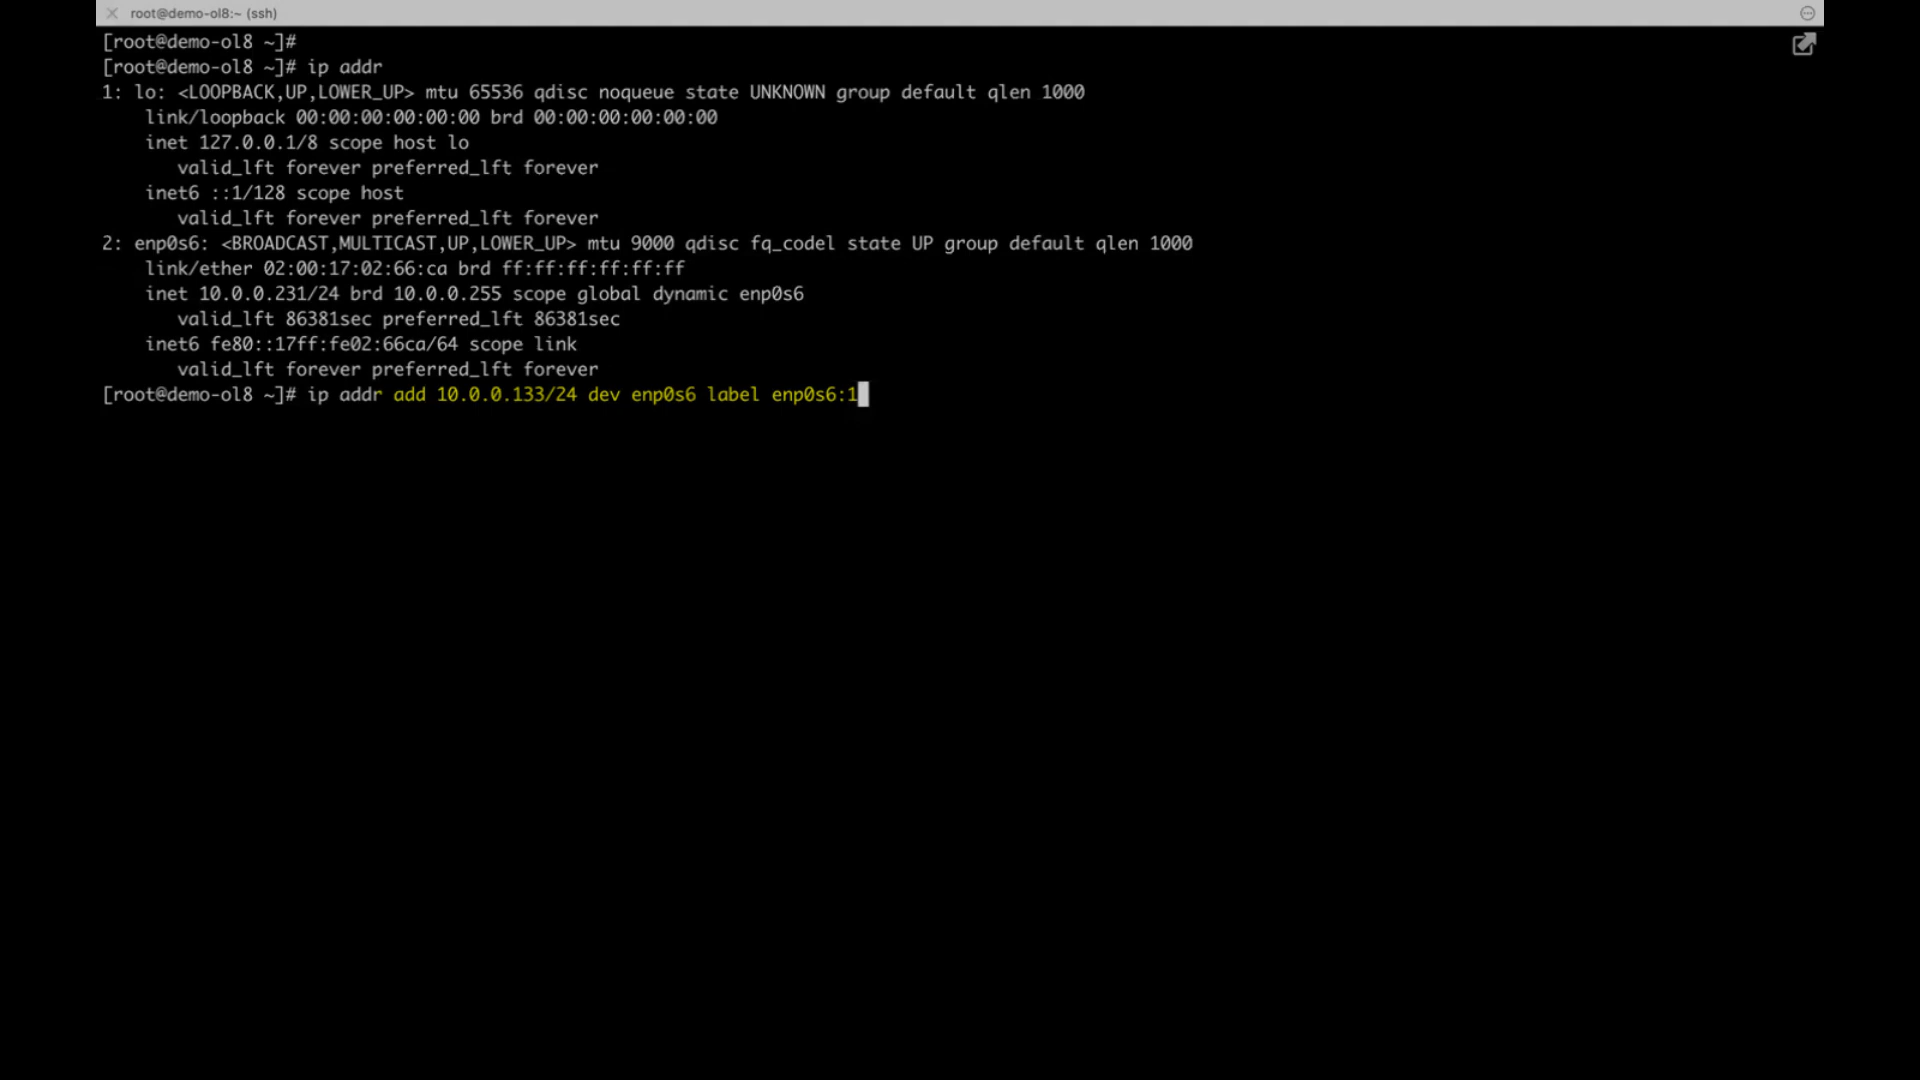 root@demo-ol8:~ (ssh)
[root@demo-ol8 ~]#
[root@demo-ol8 ~]# ip addr
1: lo: <LOOPBACK,UP,LOWER_UP> mtu 65536 qdisc noqueue state UNKNOWN group default qlen 1000
    link/loopback 00:00:00:00:00:00 brd 00:00:00:00:00:00
    inet 127.0.0.1/8 scope host lo
       valid_lft forever preferred_lft forever
    inet6 ::1/128 scope host
       valid_lft forever preferred_lft forever
2: enp0s6: <BROADCAST,MULTICAST,UP,LOWER_UP> mtu 9000 qdisc fq_codel state UP group default qlen 1000
    link/ether 02:00:17:02:66:ca brd ff:ff:ff:ff:ff:ff
    inet 10.0.0.231/24 brd 10.0.0.255 scope global dynamic enp0s6
       valid_lft 86381sec preferred_lft 86381sec
    inet6 fe80::17ff:fe02:66ca/64 scope link
       valid_lft forever preferred_lft forever
[root@demo-ol8 ~]# ip addr add 10.0.0.133/24 dev enp0s6 label enp0s6:1